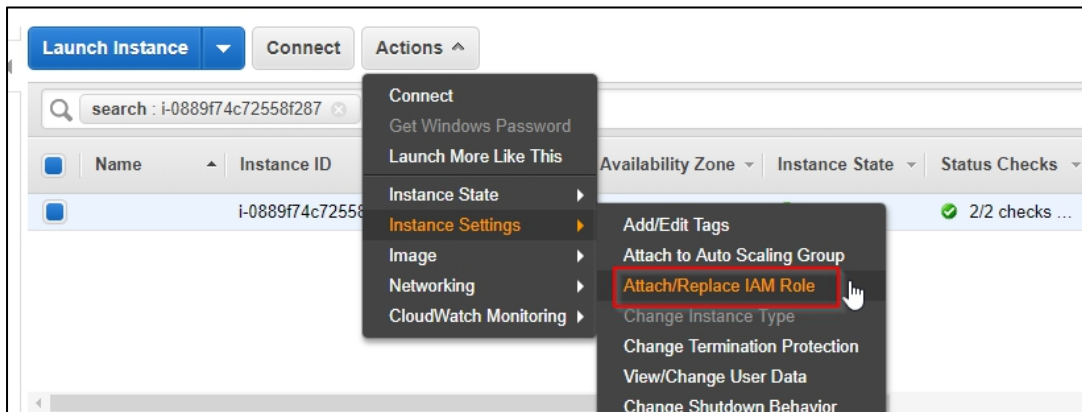 Launch Instance Connect Actions
search : i-0889f74c72558f287
Name Instance ID Availability Zone Instance State Status Checks
i-0889f74c72558 2/2 checks ...
Connect
Get Windows Password
Launch More Like This
Instance State
Instance Settings
Image
Networking
CloudWatch Monitoring
Add/Edit Tags
Attach to Auto Scaling Group
Attach/Replace IAM Role
Change Instance Type
Change Termination Protection
View/Change User Data
Change Shutdown Behavior